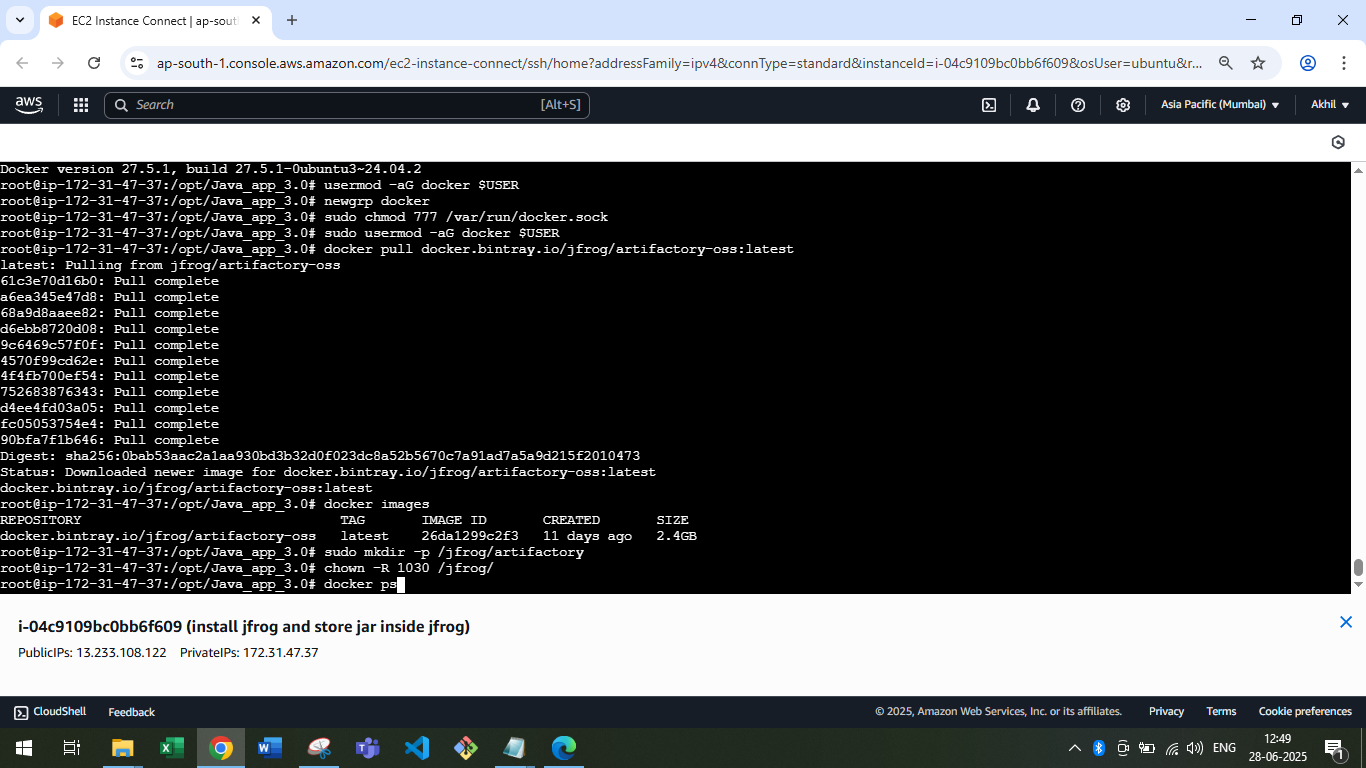 EC2 Instance Connect | ap-sout
ap-south-1.console.aws.amazon.com/ec2-instance-connect/ssh/home?addressFamily=ipv4&connType=standard&instanceId=i-04c9109bc0bb6f609&osUser=ubuntu&r...
aws
Search
[Alt+S]
Asia Pacific (Mumbai)
Akhil
Docker version 27.5.1, build 27.5.1-0ubuntu3~24.04.2
root@ip-172-31-47-37:/opt/Java_app_3.0# usermod -aG docker $USER
root@ip-172-31-47-37:/opt/Java_app_3.0# newgrp docker
root@ip-172-31-47-37:/opt/Java_app_3.0# sudo chmod 777 /var/run/docker.sock
root@ip-172-31-47-37:/opt/Java_app_3.0# sudo usermod -aG docker $USER
root@ip-172-31-47-37:/opt/Java_app_3.0# docker pull docker.bintray.io/jfrog/artifactory-oss:latest
latest: Pulling from jfrog/artifactory-oss
61c3e70d16b0: Pull complete
a6ea345e47d8: Pull complete
68a9d8aaee82: Pull complete
d6ebb8720d08: Pull complete
9c6469c57f0f: Pull complete
4570f99cd62e: Pull complete
4f4fb700ef54: Pull complete
752683876343: Pull complete
d4ee4fd03a05: Pull complete
fc05053754e4: Pull complete
90bfa7f1b646: Pull complete
Digest: sha256:0bab53aac2a1aa930bd3b32d0f023dc8a52b5670c7a91ad7a5a9d215f2010473
Status: Downloaded newer image for docker.bintray.io/jfrog/artifactory-oss:latest
docker.bintray.io/jfrog/artifactory-oss:latest
root@ip-172-31-47-37:/opt/Java_app_3.0# docker images
REPOSITORY TAG IMAGE ID CREATED SIZE
docker.bintray.io/jfrog/artifactory-oss latest 26da1299c2f3 11 days ago 2.4GB
root@ip-172-31-47-37:/opt/Java_app_3.0# sudo mkdir -p /jfrog/artifactory
root@ip-172-31-47-37:/opt/Java_app_3.0# chown -R 1030 /jfrog/
root@ip-172-31-47-37:/opt/Java_app_3.0# docker ps
i-04c9109bc0bb6f609 (install jfrog and store jar inside jfrog)
PublicIPs: 13.233.108.122 PrivateIPs: 172.31.47.37
CloudShell Feedback © 2025, Amazon Web Services, Inc. or its affiliates. Privacy Terms Cookie preferences
ENG
12:49
28-06-2025
1